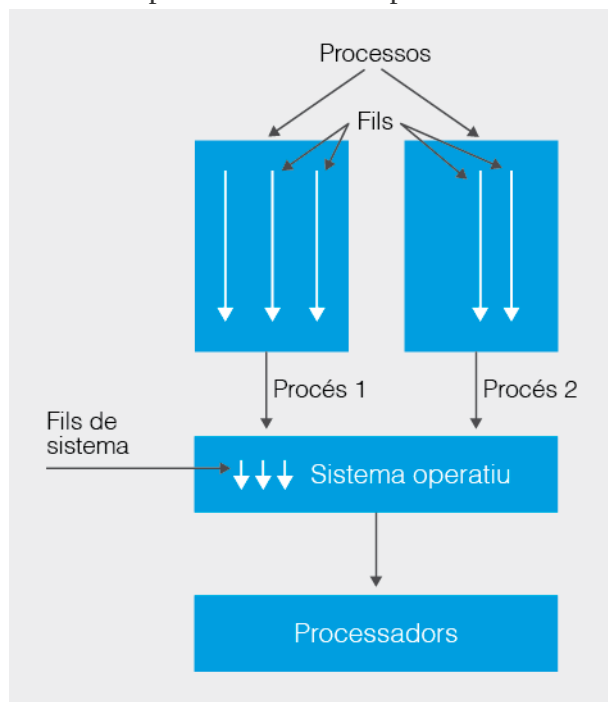 Processos
Fils
Procés 1
Procés 2
Fils de
sistema
Sistema operatiu
Processadors